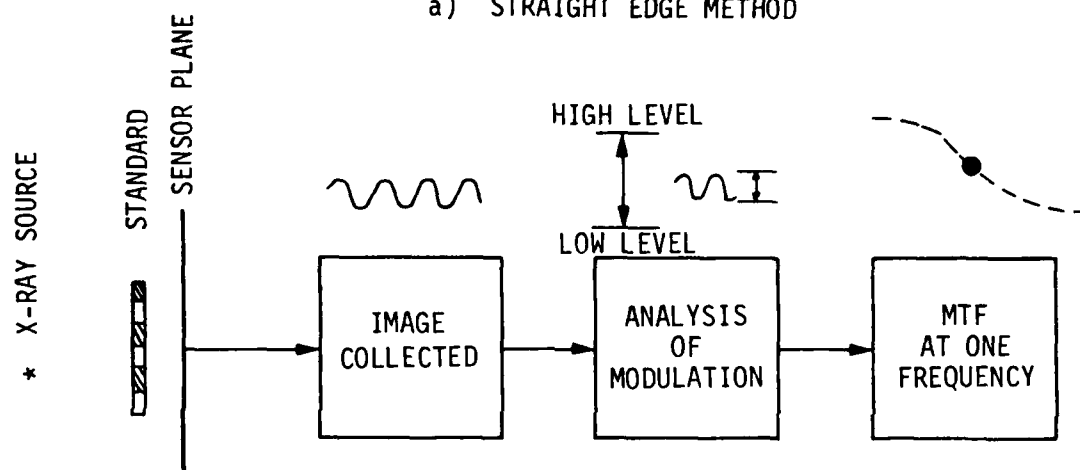 a) STRAIGHT EDGE METHOD
* X-RAY SOURCE
STANDARD
SENSOR PLANE
HIGH LEVEL
LOW LEVEL
IMAGE
COLLECTED
ANALYSIS
OF
MODULATION
MTF
AT ONE
FREQUENCY